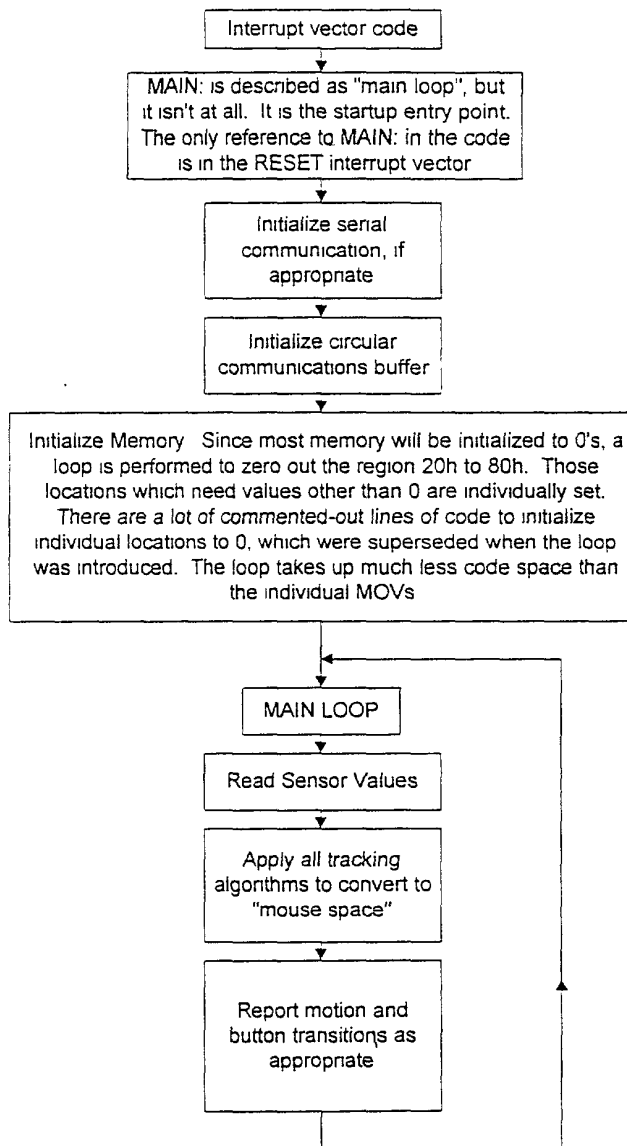 Interrupt vector code
MAIN: is described as "main loop", but
it isn't at all. It is the startup entry point.
The only reference to MAIN: in the code
is in the RESET interrupt vector
Initialize serial
communication, if
appropriate
Initialize circular
communications buffer
Initialize Memory Since most memory will be initialized to 0's, a
loop is performed to zero out the region 20h to 80h. Those
locations which need values other than 0 are individually set.
There are a lot of commented-out lines of code to initialize
individual locations to 0, which were superseded when the loop
was introduced. The loop takes up much less code space than
the individual MOVs
MAIN LOOP
Read Sensor Values
Apply all tracking
algorithms to convert to
"mouse space"
Report motion and
button transitions as
appropriate